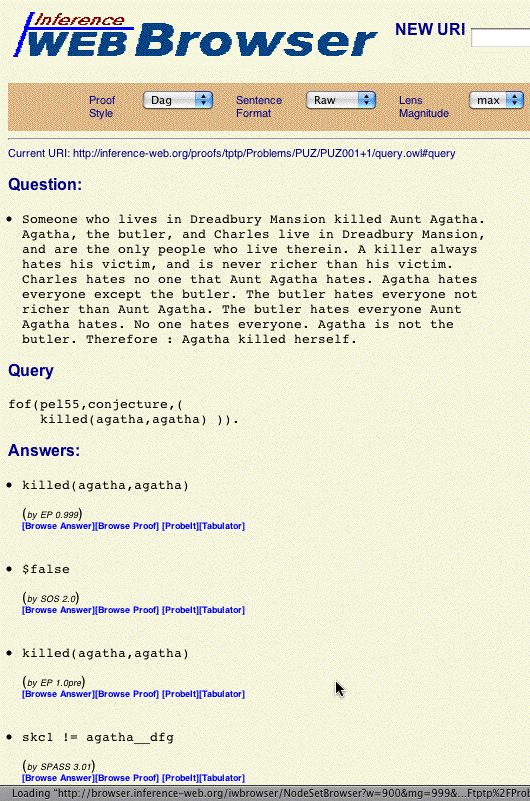 Inference
WEB Browser
NEW URI
Proof Style
Dag
Sentence Format
Raw
Lens Magnitude
max
Current URI: http://inference-web.org/proofs/tptp/Problems/PUZ/PUZ001+1/query.owl#query
Question:
• Someone who lives in Dreadbury Mansion killed Aunt Agatha.
Agatha, the butler, and Charles live in Dreadbury Mansion,
and are the only people who live therein. A killer always
hates his victim, and is never richer than his victim.
Charles hates no one that Aunt Agatha hates. Agatha hates
everyone except the butler. The butler hates everyone not
richer than Aunt Agatha. The butler hates everyone Aunt
Agatha hates. No one hates everyone. Agatha is not the
butler. Therefore : Agatha killed herself.
Query
fof(pel55,conjecture,(
killed(agatha,agatha) )).
Answers:
• killed(agatha,agatha)
(by EP 0.999)
[Browse Answer][Browse Proof] [ProbeIt][Tabulator]
• $false
(by SOS 2.0)
[Browse Answer][Browse Proof] [ProbeIt][Tabulator]
• killed(agatha,agatha)
(by EP 1.0pre)
[Browse Answer][Browse Proof] [ProbeIt][Tabulator]
• skc1 != agatha__dfg
(by SPASS 3.01)
[Browse Answer][Browse Proof] [ProbeIt][Tabulator]
Loading "http://browser.inference-web.org/iwbrowser/NodeSetBrowser?w=900&mg=999&...Ftptp%2FPro